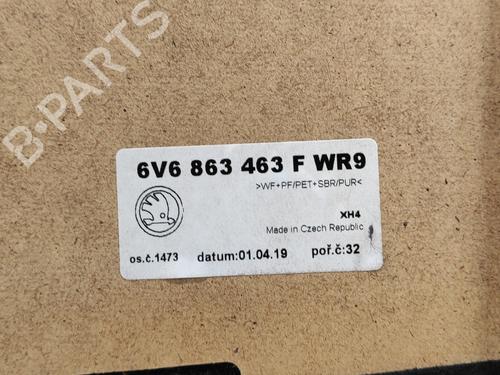 B-PARTS
6V6 863 463 F WR9
>WF+PF/PET+SBR/PUR<
XH4
Made in Czech Republic
os.č.1473 datum:01.04.19 poř.č:32